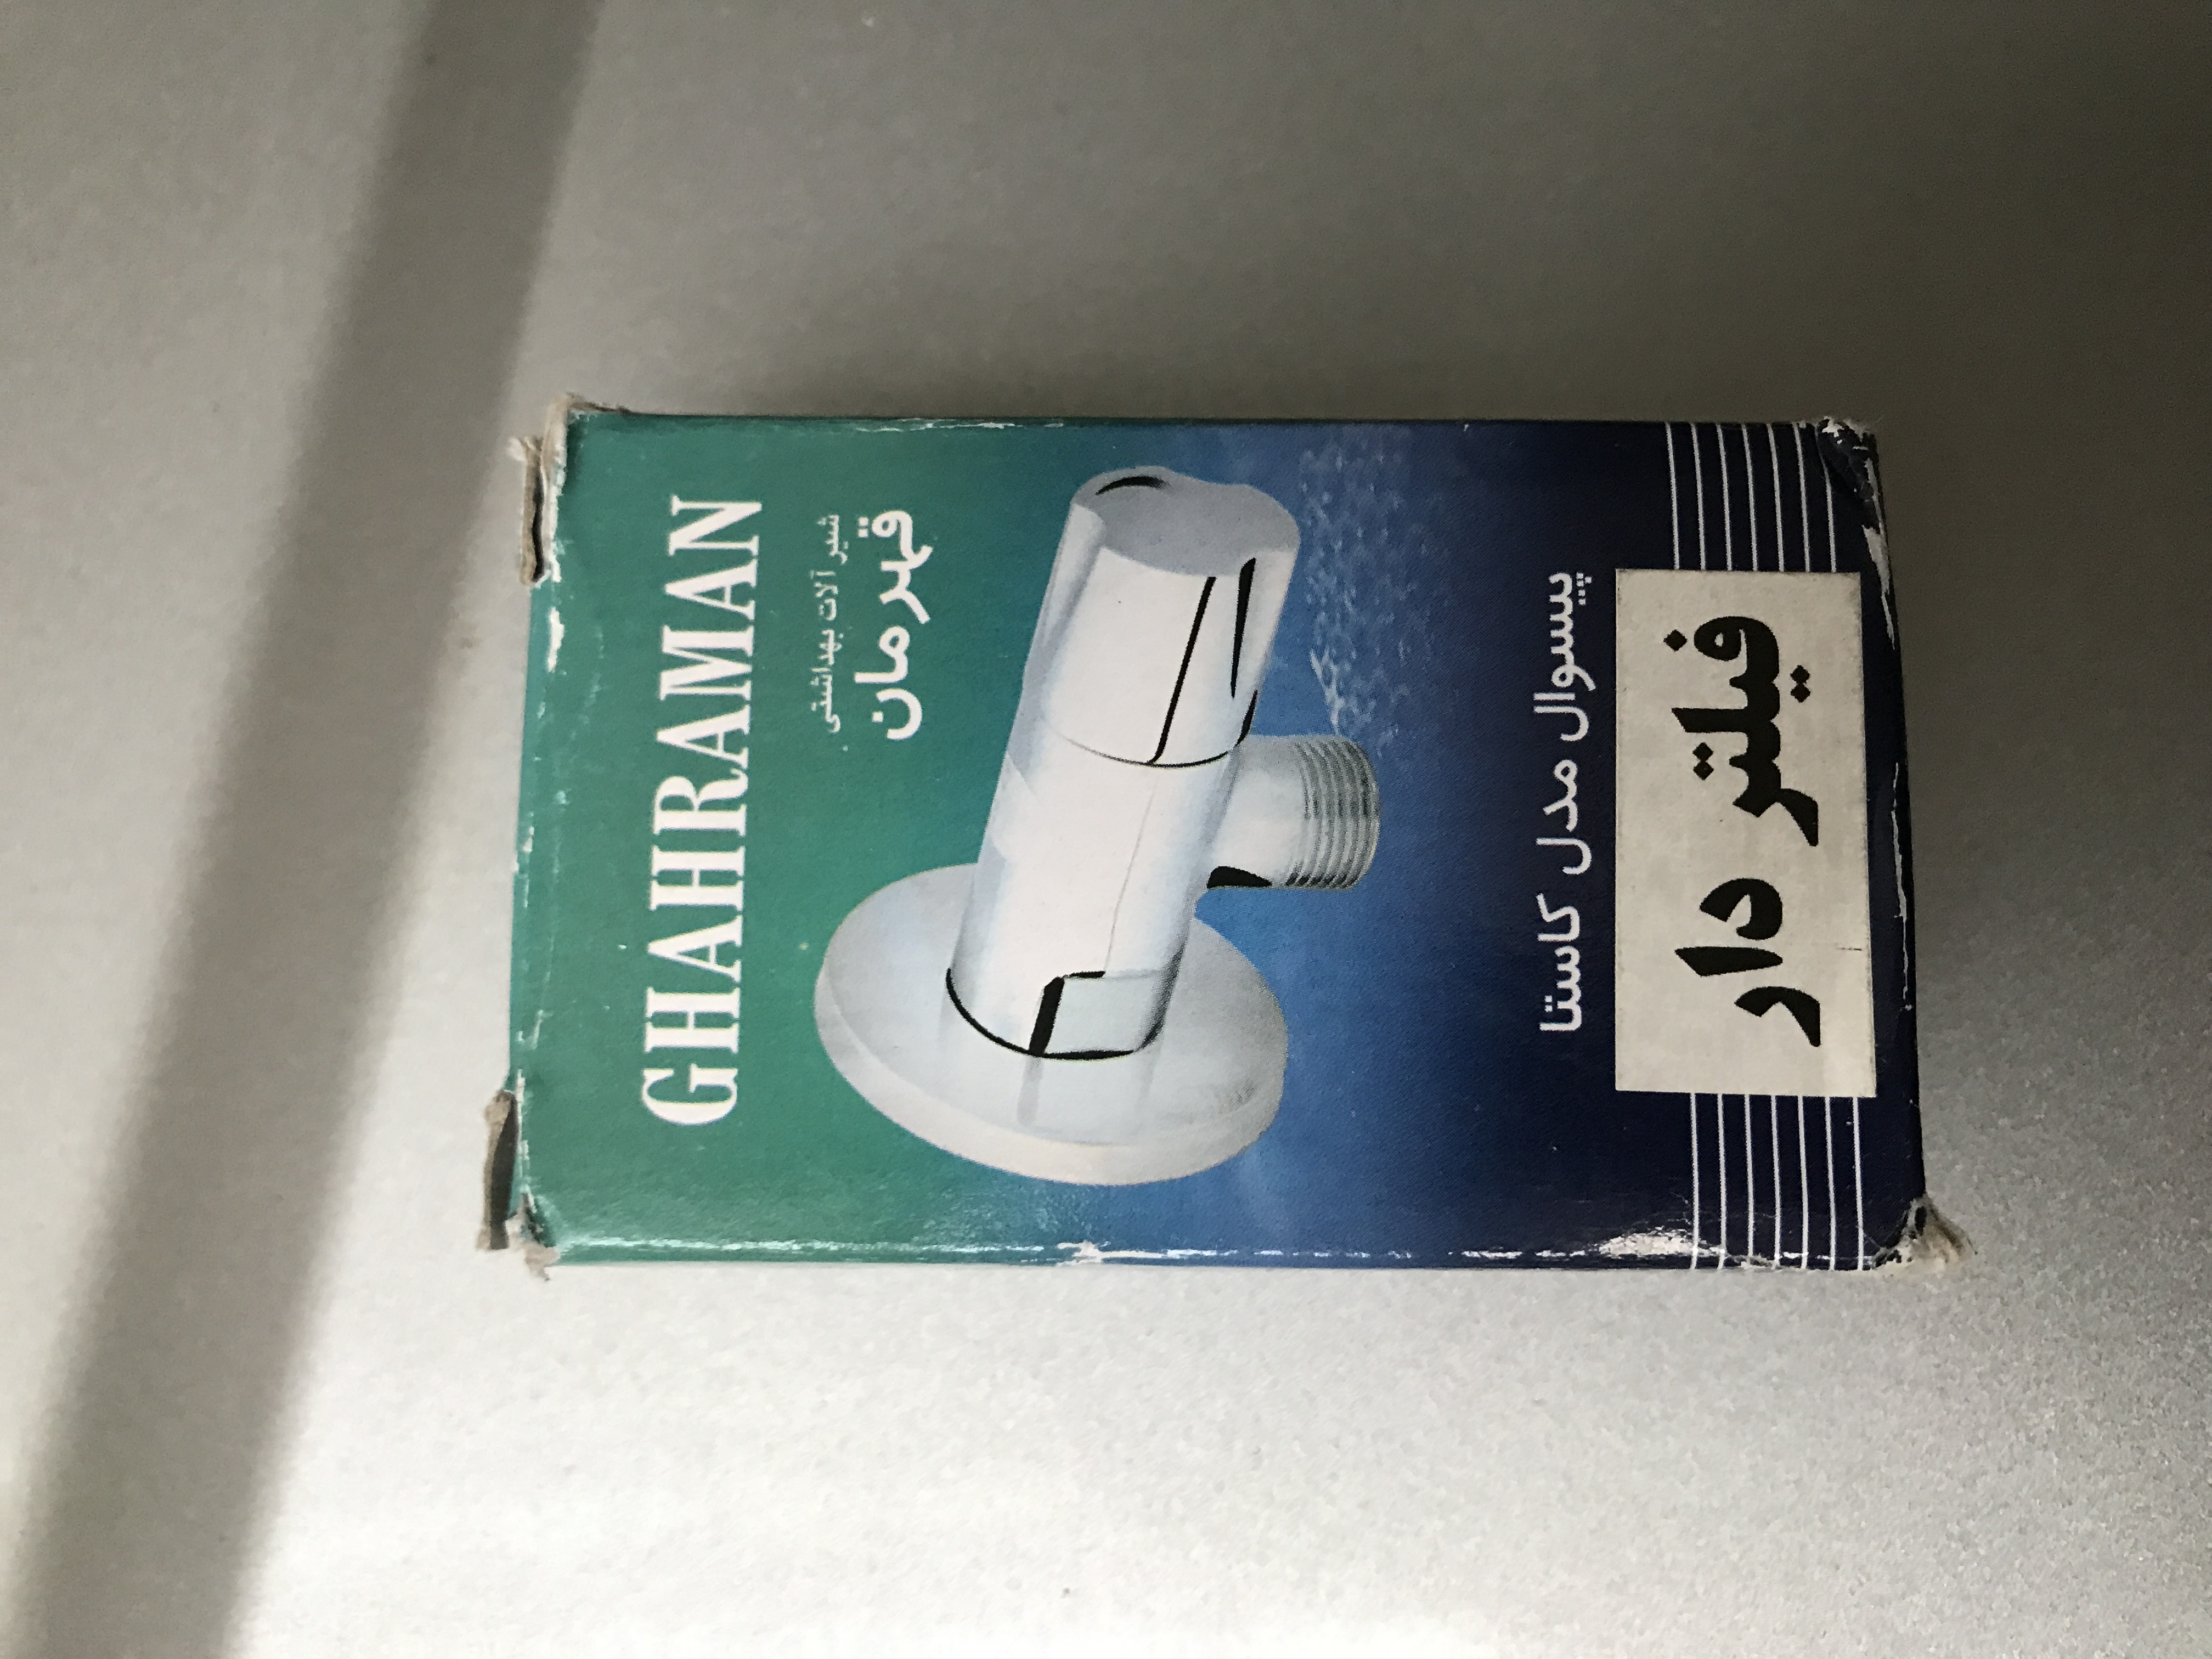 GHAHRAMAN
شیر آلات بهداشتی
قهرمان
پیسوال مدل کاستا
فیلتر دار